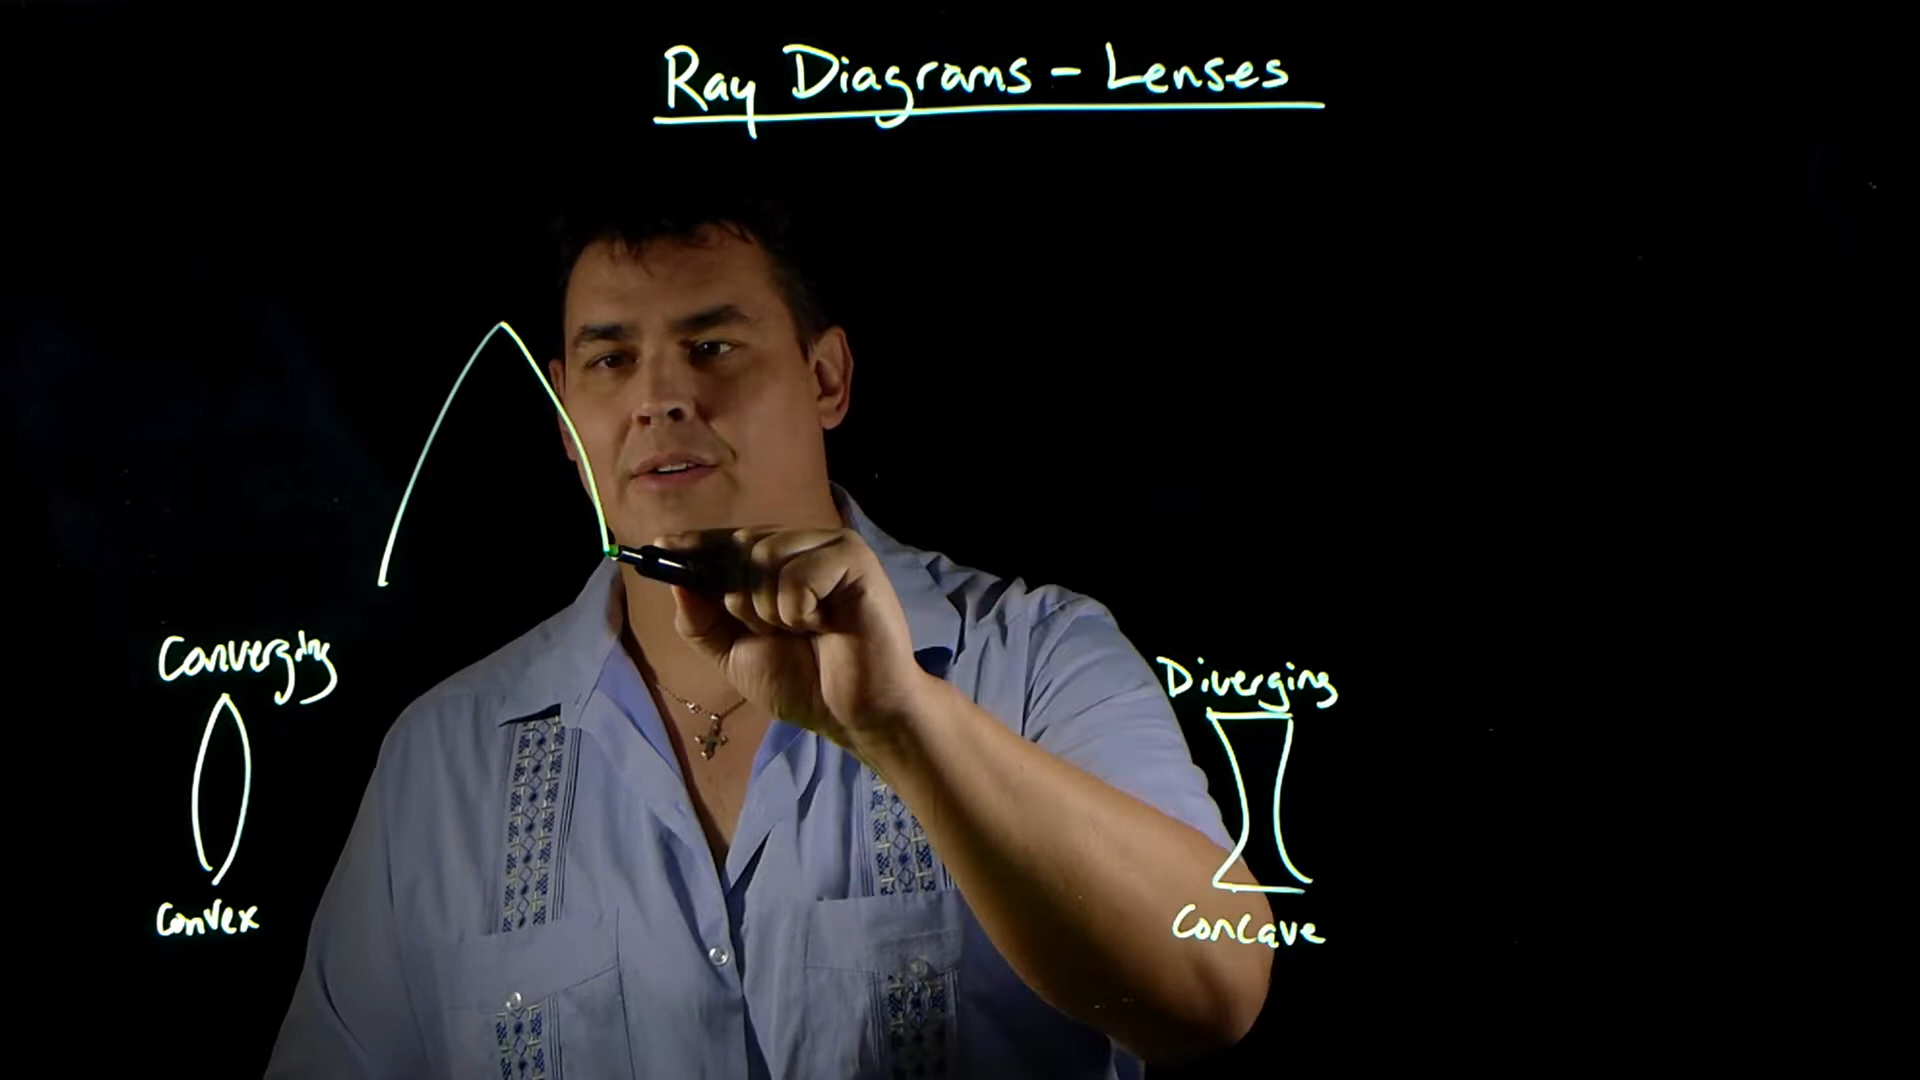 Ray Diagrams - Lenses
Converging
Convex
Diverging
Concave